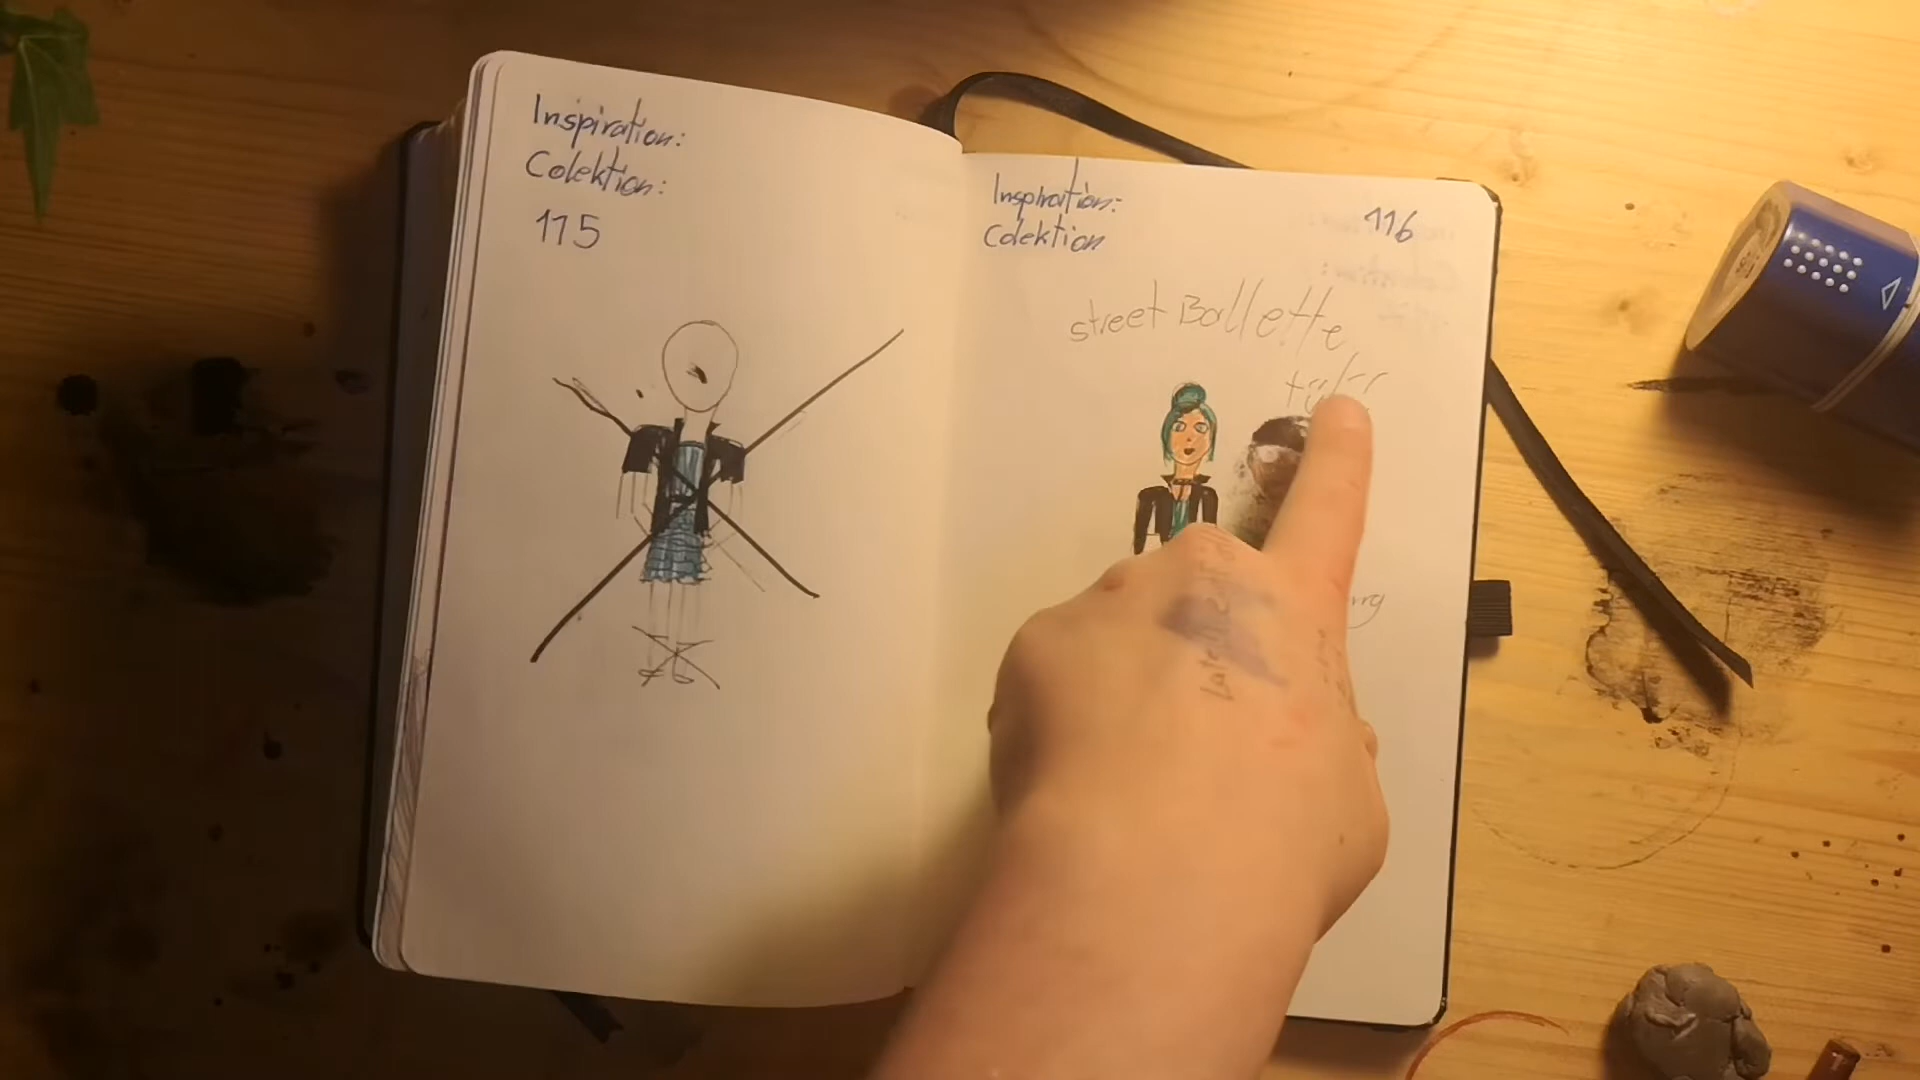 Inspiration:
Colektion:
115
Inspiration:
Colektion
116
street Ballette